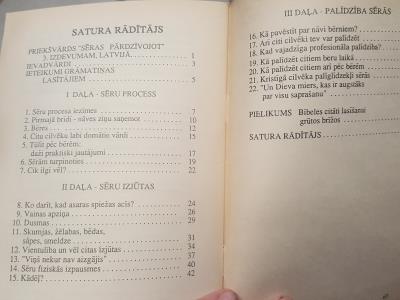 SATURA RĀDĪTĀJS
PRIEKŠVĀRDS "SĒRAS PĀRDZĪVOJOT"
3. IZDEVUMAM, LATVIJĀ. 1
IEVADVĀRDI 3
IETEIKUMI GRĀMATIŅAS
LASĪTĀJIEM 5
I DAĻA - SĒRU PROCESS
1. Sēru procesa iezīmes 7
2. Pirmajā brīdī - nāves ziņu saņemot 10
3. Bēres 12
4. Citu cilvēku labi domātie vārdi 15
5. Tūlīt pēc bērēm:
daži praktiski jautājumi 17
6. Sērām turpinoties 20
7. Cik ilgi vēl? 22
II DAĻA - SĒRU IZJŪTAS
8. Ko darīt, kad asaras spiežas acīs? 24
9. Vainas apziņa 26
10. Dusmas 29
11. Skumjas, žēlabas, bēdas,
sāpes, smeldze 31
12. Vientulība un vēl citas izjūtas 34
13. "Viņš nekur nav aizgājis" 37
14. Sēru fiziskās izpausmes 40
15. Kādēļ? 42
III DAĻA - PALĪDZĪBA SĒRĀS
16. Kā pavēstīt par nāvi bērniem?
17. Arī citi cilvēki tev var palīdzēt
18. Kad vajadzīga profesionāla palīdzība?
19. Kā palīdzēt citiem bēru laikā
20. Kā palīdzēt citiem arī pēc bērēm
21. Kristīgā cilvēka palīglīdzekļi sērās
22. "Un Dieva miers, kas ir augstāks
par visu saprašanu"
PIELIKUMS Bībeles citāti lasīšanai
grūtos brīžos
SATURA RĀDĪTĀJS